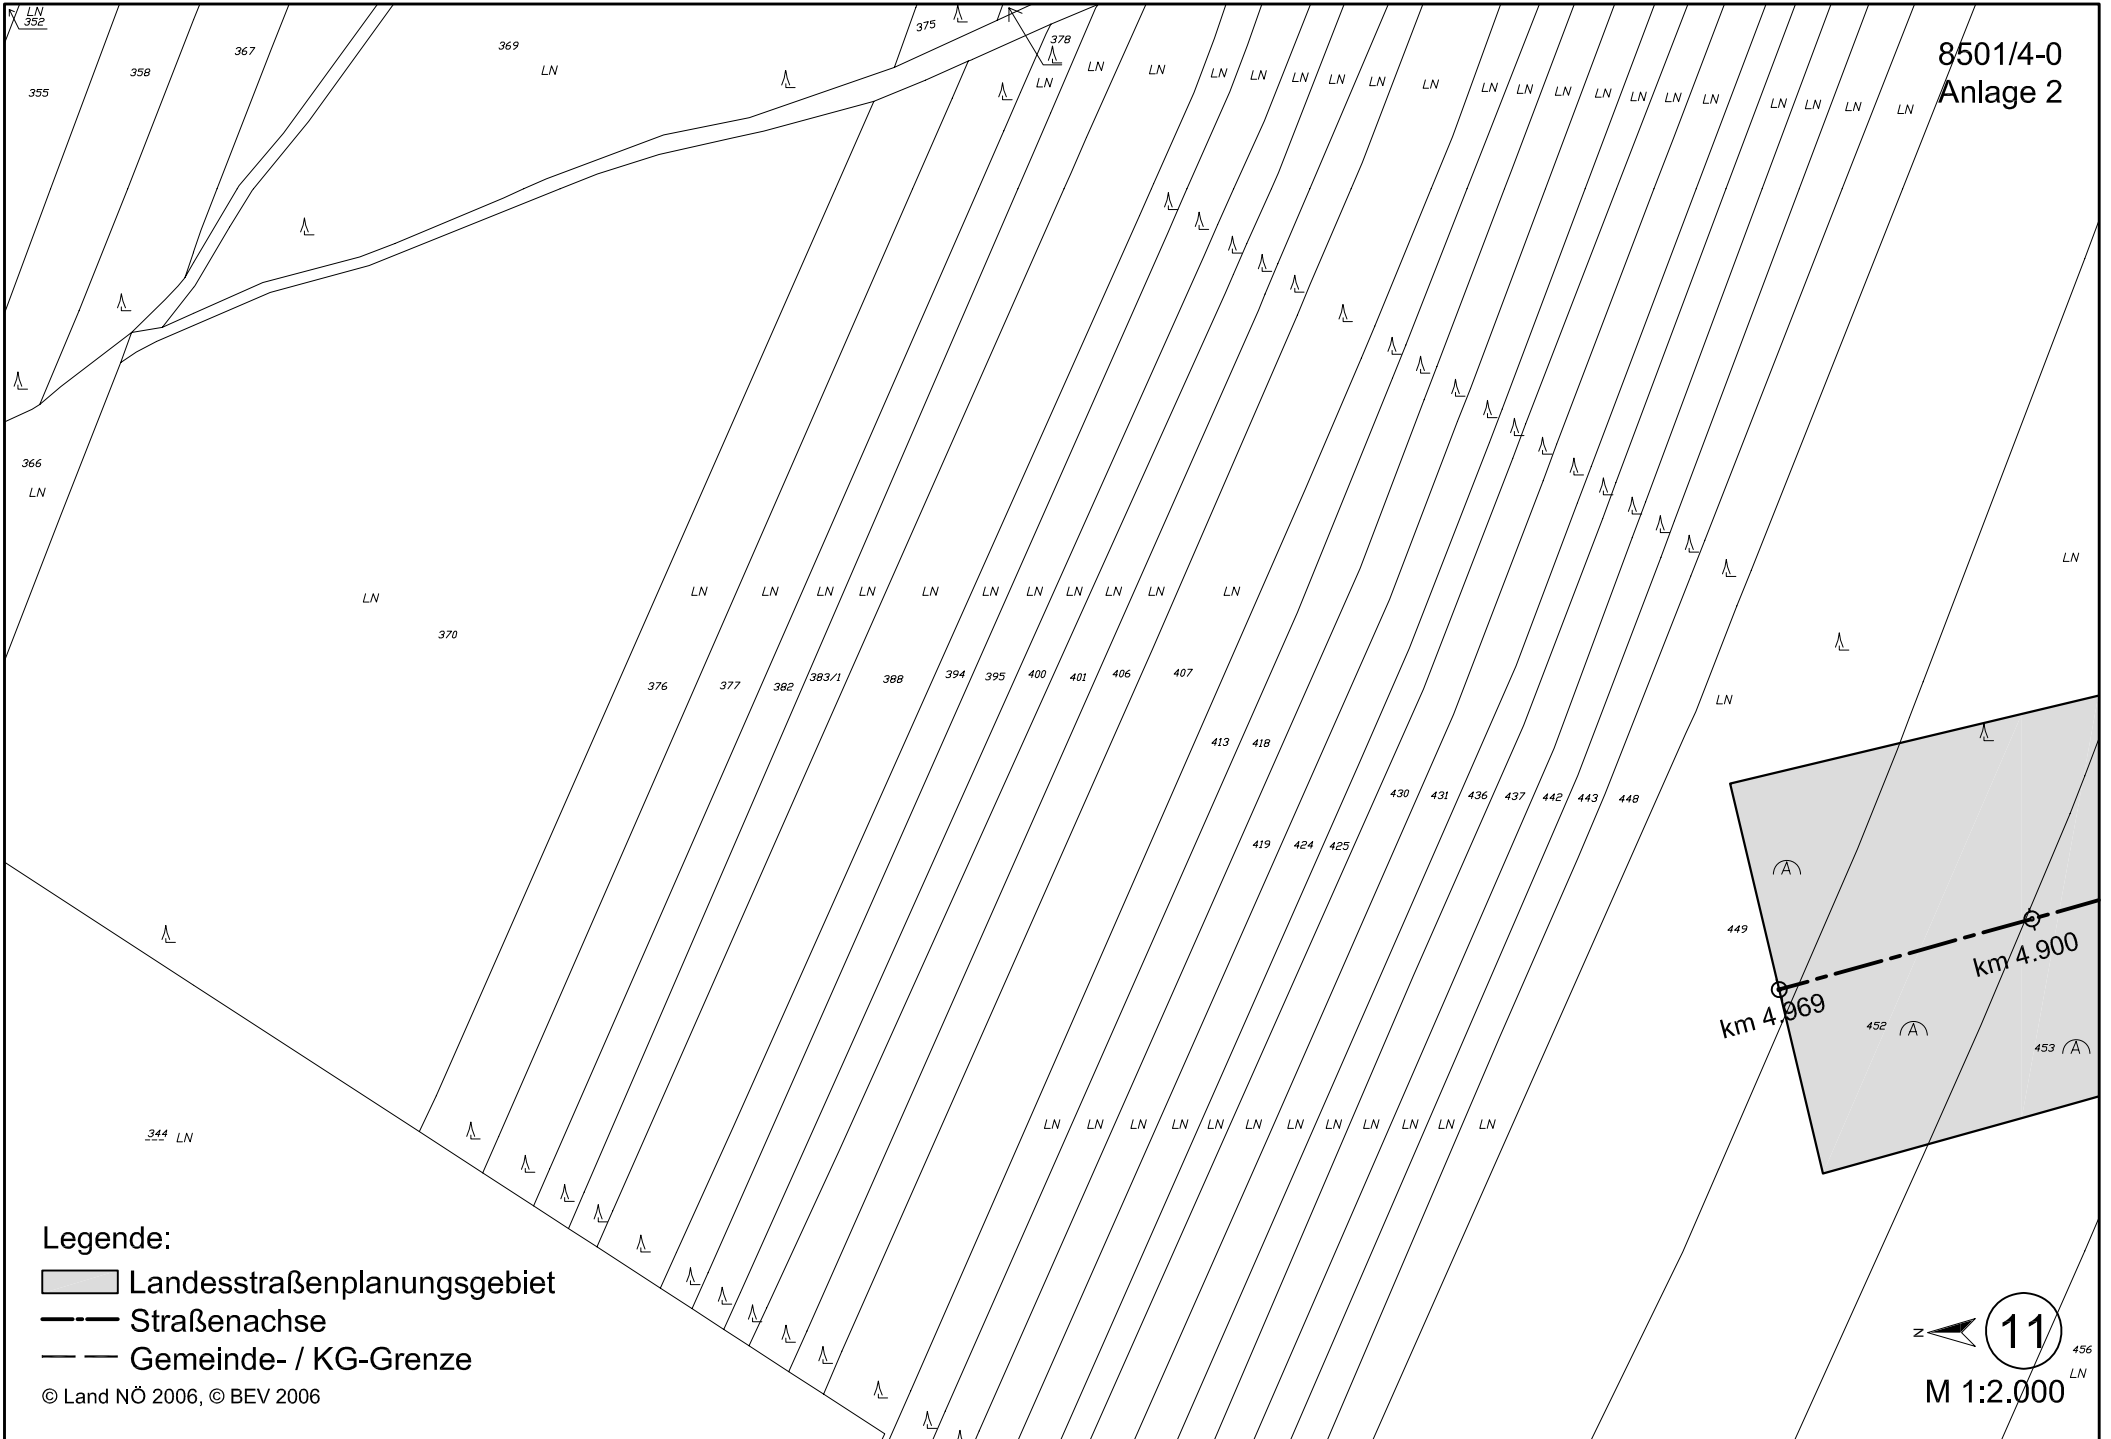 LN
352
367
369
LN
375
378
358
355
8501/4-0
Anlage 2
LN LN LN LN LN LN LN LN LN LN LN LN LN LN LN LN LN LN LN LN LN
366
LN
LN
370
LN LN LN LN LN LN LN LN LN LN LN
LN
376 377 382 383/1 388 394 395 400 401 406 407
LN
413 418
430 431 436 437 442 443 448
419 424 425
A
449
km 4.900
km 4.969
452 A
453 A
344 LN
LN LN LN LN LN LN LN LN LN LN LN LN
Legende:
Landesstraßenplanungsgebiet
Straßenachse
Gemeinde- / KG-Grenze
© Land NÖ 2006, © BEV 2006
N
11
456
LN
M 1:2.000